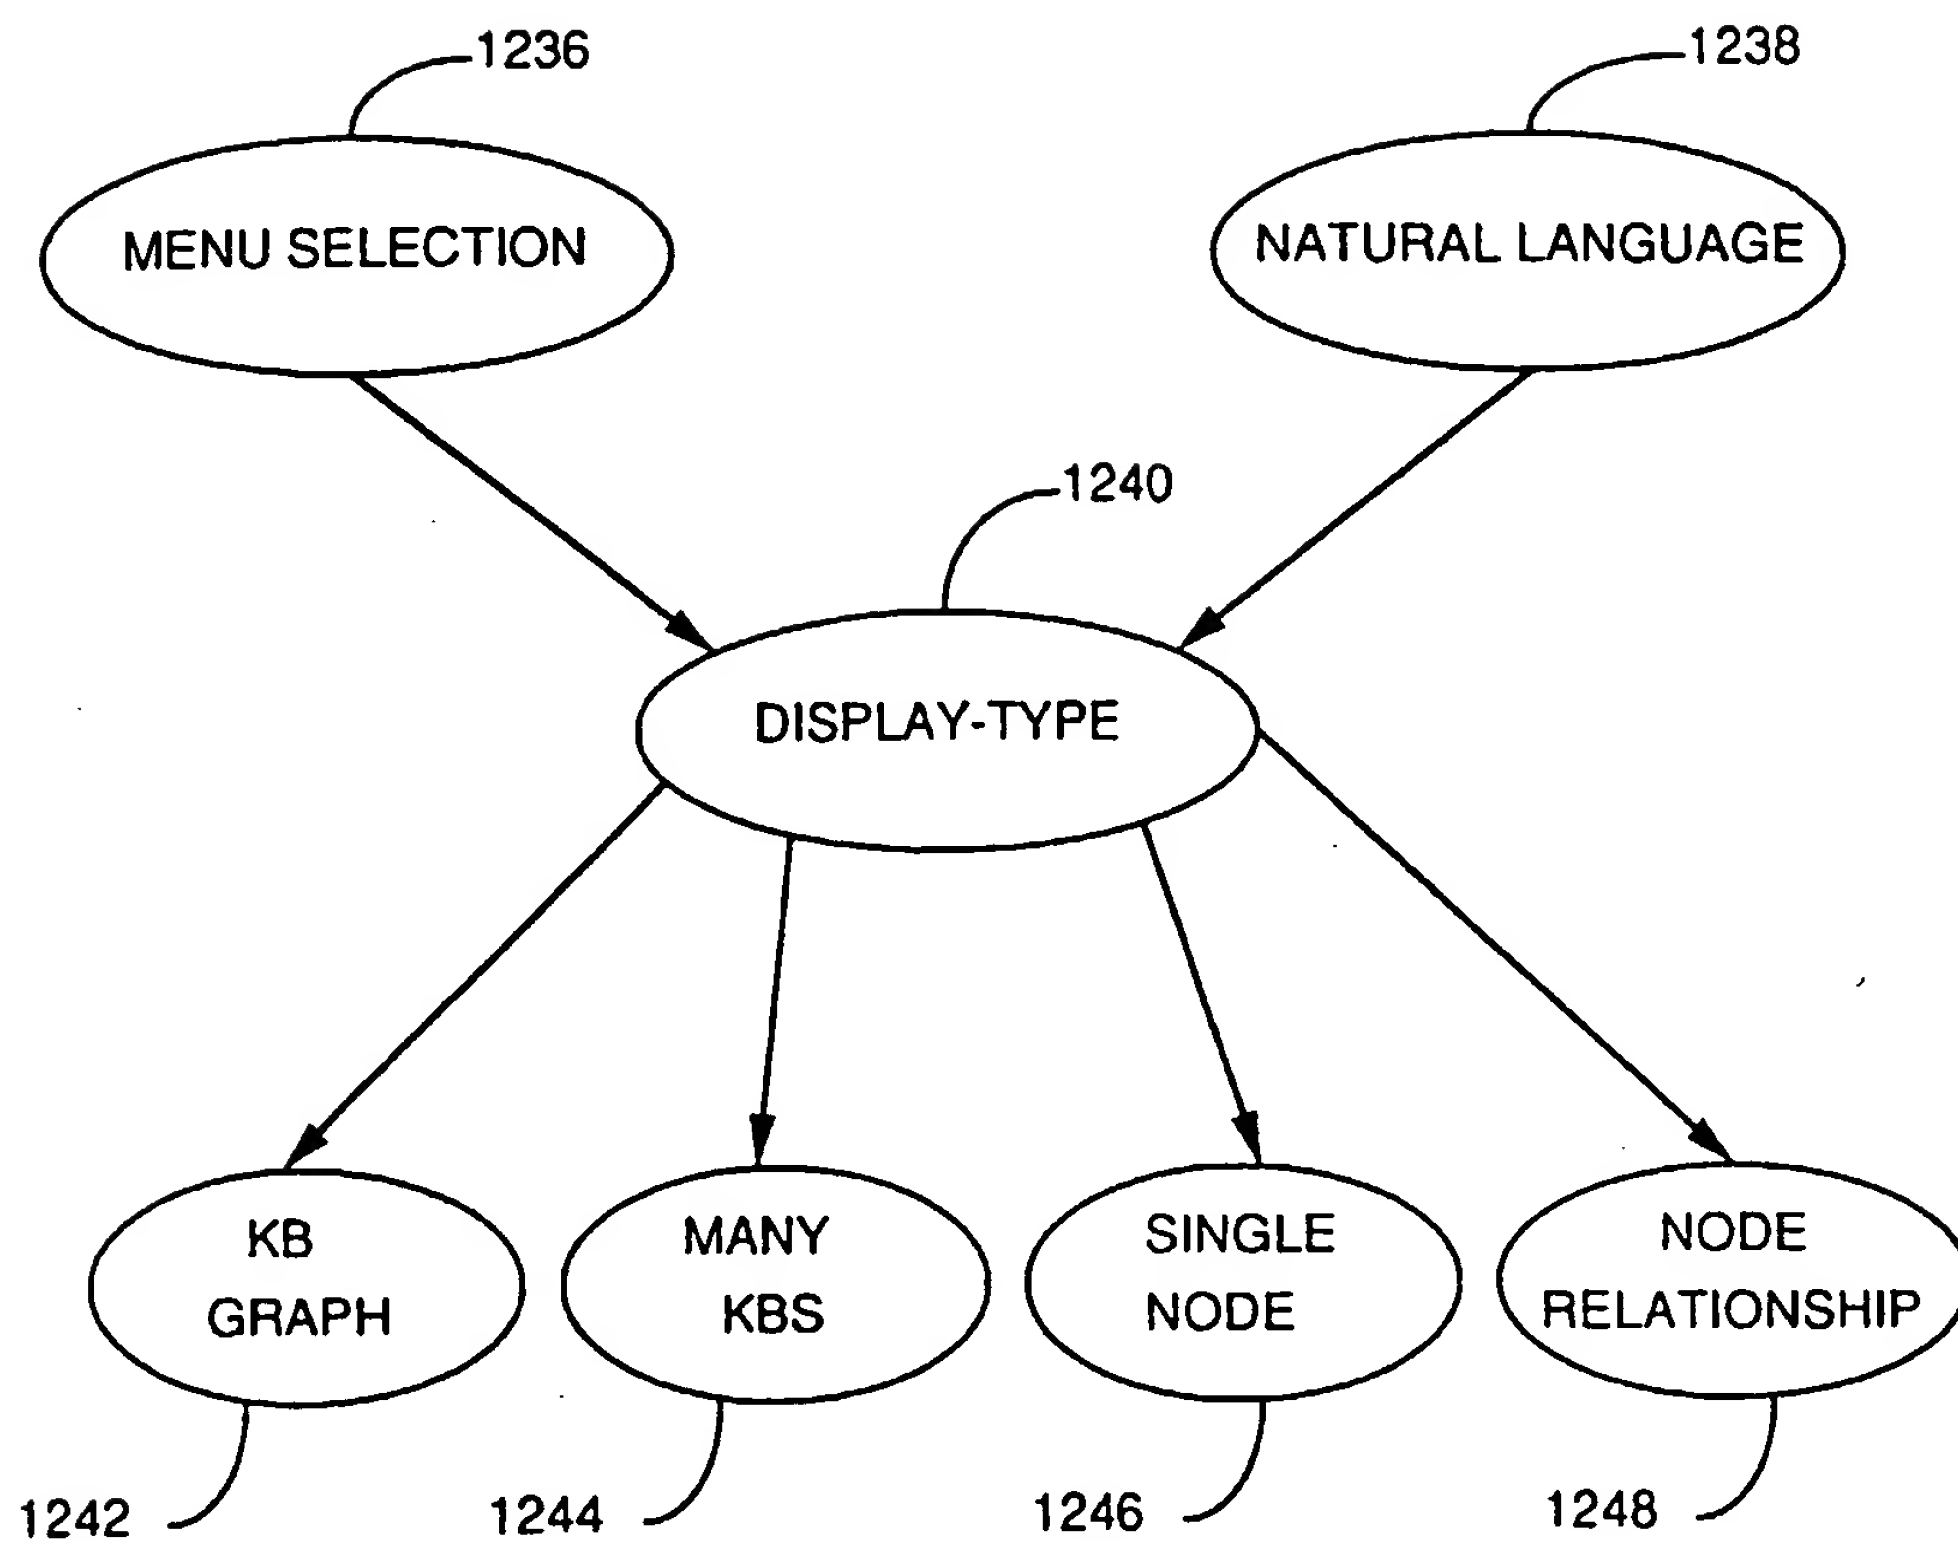 1236
1238
MENU SELECTION
NATURAL LANGUAGE
1240
DISPLAY-TYPE
KB
GRAPH
MANY
KBS
SINGLE
NODE
NODE
RELATIONSHIP
1242
1244
1246
1248